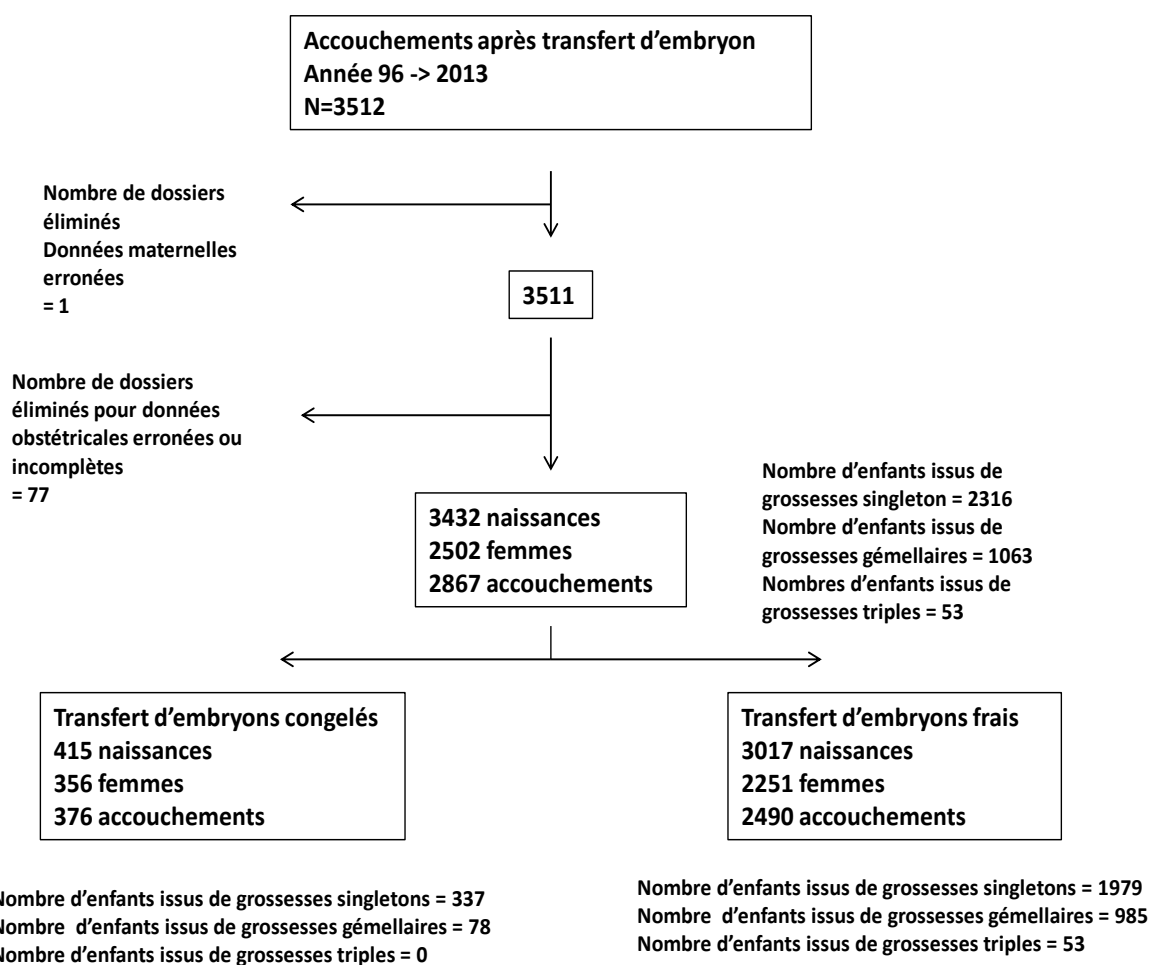 Accouchements après transfert d'embryon
Année 96 -> 2013
N=3512
Nombre de dossiers
éliminés
Données maternelles
erronées
= 1
3511
Nombre de dossiers
éliminés pour données
obstétricales erronées ou
incomplètes
= 77
3432 naissances
2502 femmes
2867 accouchements
Nombre d'enfants issus de
grossesses singleton = 2316
Nombre d'enfants issus de
grossesses gémellaires = 1063
Nombres d'enfants issus de
grossesses triples = 53
Transfert d'embryons congelés
415 naissances
356 femmes
376 accouchements
Transfert d'embryons frais
3017 naissances
2251 femmes
2490 accouchements
Nombre d'enfants issus de grossesses singletons = 337
Nombre d'enfants issus de grossesses gémellaires = 78
Nombre d'enfants issus de grossesses triples = 0
Nombre d'enfants issus de grossesses singletons = 1979
Nombre d'enfants issus de grossesses gémellaires = 985
Nombre d'enfants issus de grossesses triples = 53